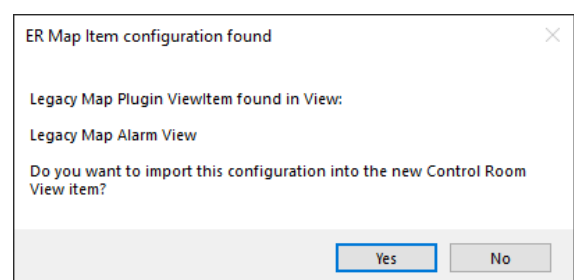 ER Map Item configuration found
Legacy Map Plugin ViewItem found in View:
Legacy Map Alarm View
Do you want to import this configuration into the new Control Room
View item?
Yes No